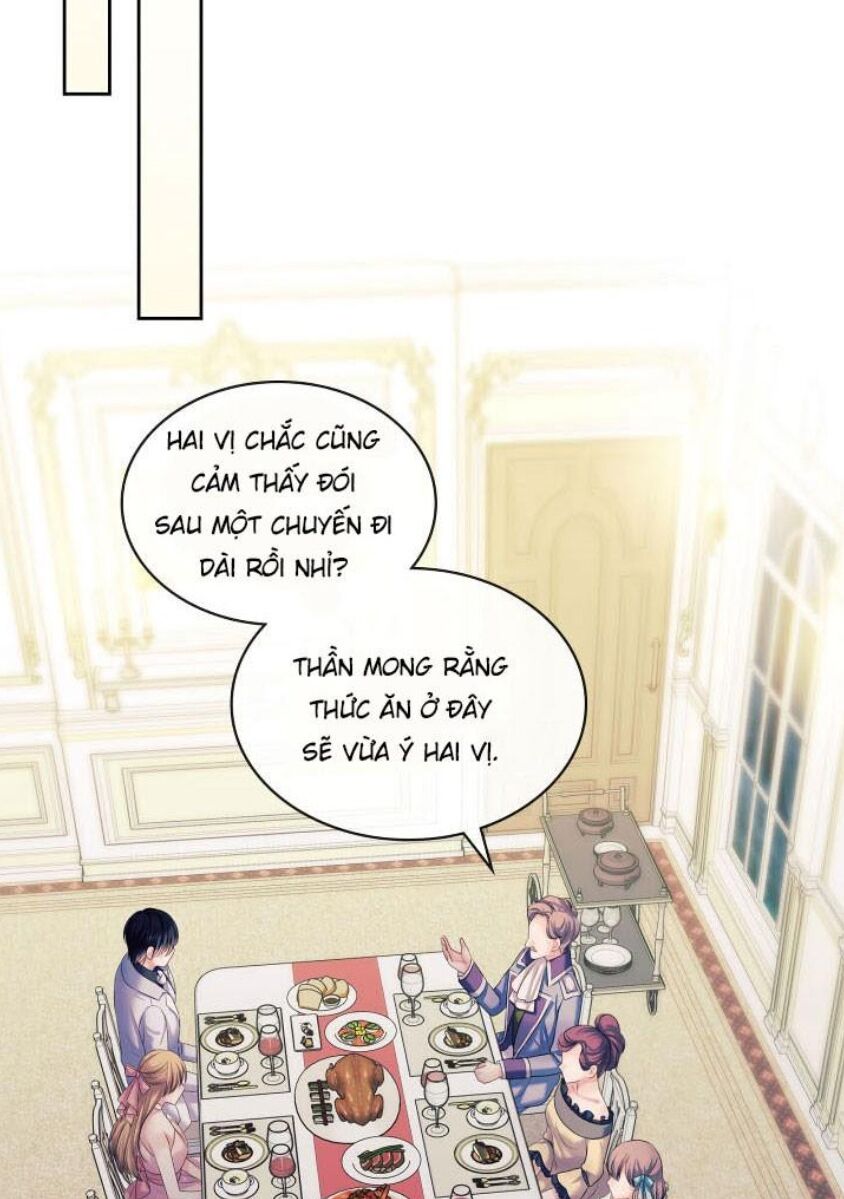 HAI VỊ CHẮC CŨNG
CẢM THẤY ĐÓI
SAU MỘT CHUYẾN ĐI
DÀI RỒI NHỈ?
THẦN MONG RẰNG
THỨC ĂN Ở ĐÂY
SẼ VỪA Ý HAI VỊ.